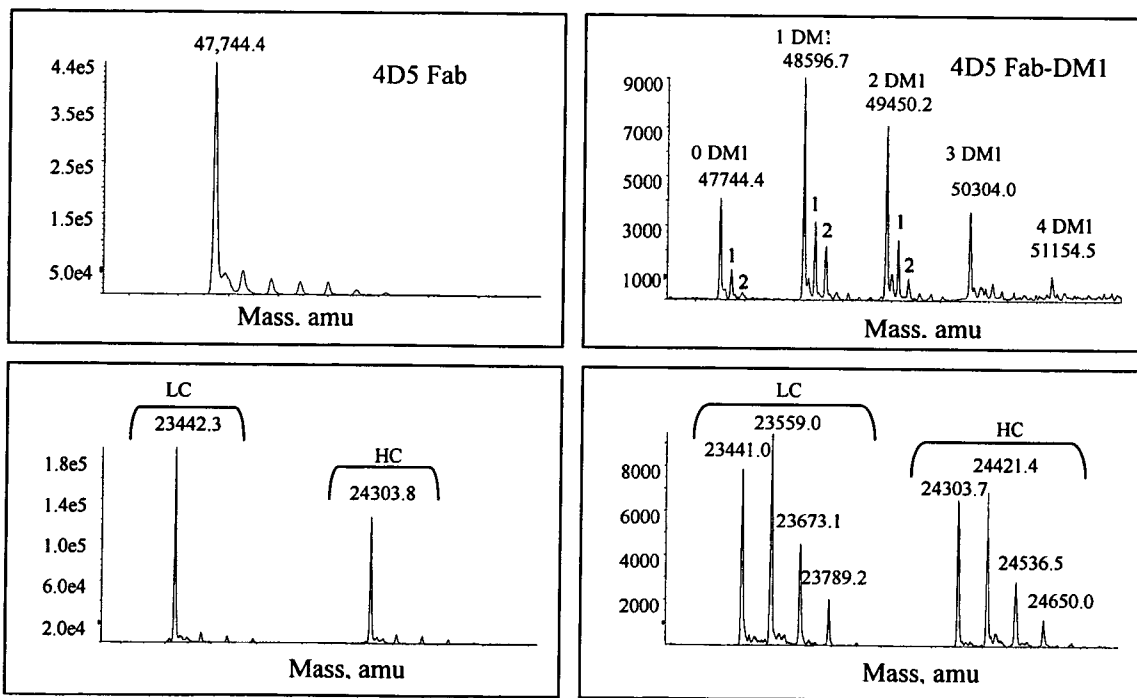 47,744.4
4D5 Fab
4.4e5
3.5e5
2.5e5
1.5e5
5.0e4
Mass. amu
1 DM1
48596.7
4D5 Fab-DM1
9000
2 DM1
49450.2
7000
0 DM1
47744.4
3 DM1
50304.0
5000
3000
1
2
1
2
1
2
4 DM1
51154.5
1000
Mass. amu
LC
23442.3
HC
24303.8
1.8e5
1.4e5
1.0e5
6.0e4
2.0e4
Mass, amu
LC
23559.0
23441.0
HC
24421.4
24303.7
8000
6000
23673.1
4000
24536.5
23789.2
24650.0
2000
Mass, amu